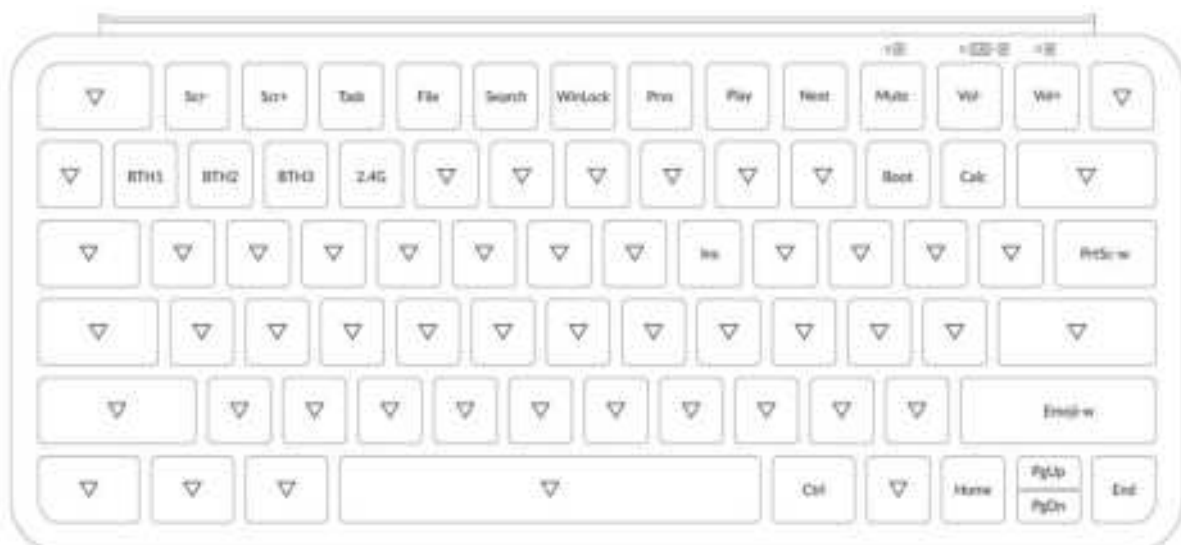 Scr- Scr+ Task File Search WinLock Prev Play Next Mute Vol- Vol+
BTH1 BTH2 BTH3 2.4G Boot Calc
Ins PrtSc-w
Emoji-w
Ctrl Home PgUp End
PgDn